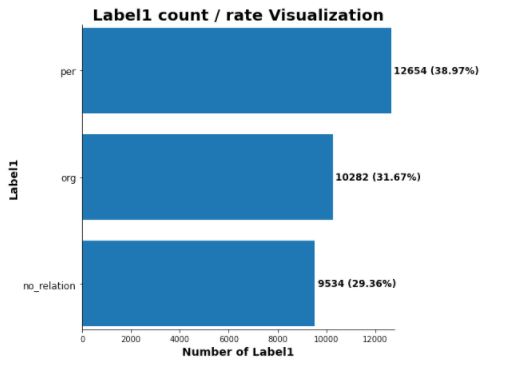 Label1 count / rate Visualization
per
12654 (38.97%)
org
10282 (31.67%)
no_relation
9534 (29.36%)
Label1
0 2000 4000 6000 8000 10000 12000
Number of Label1